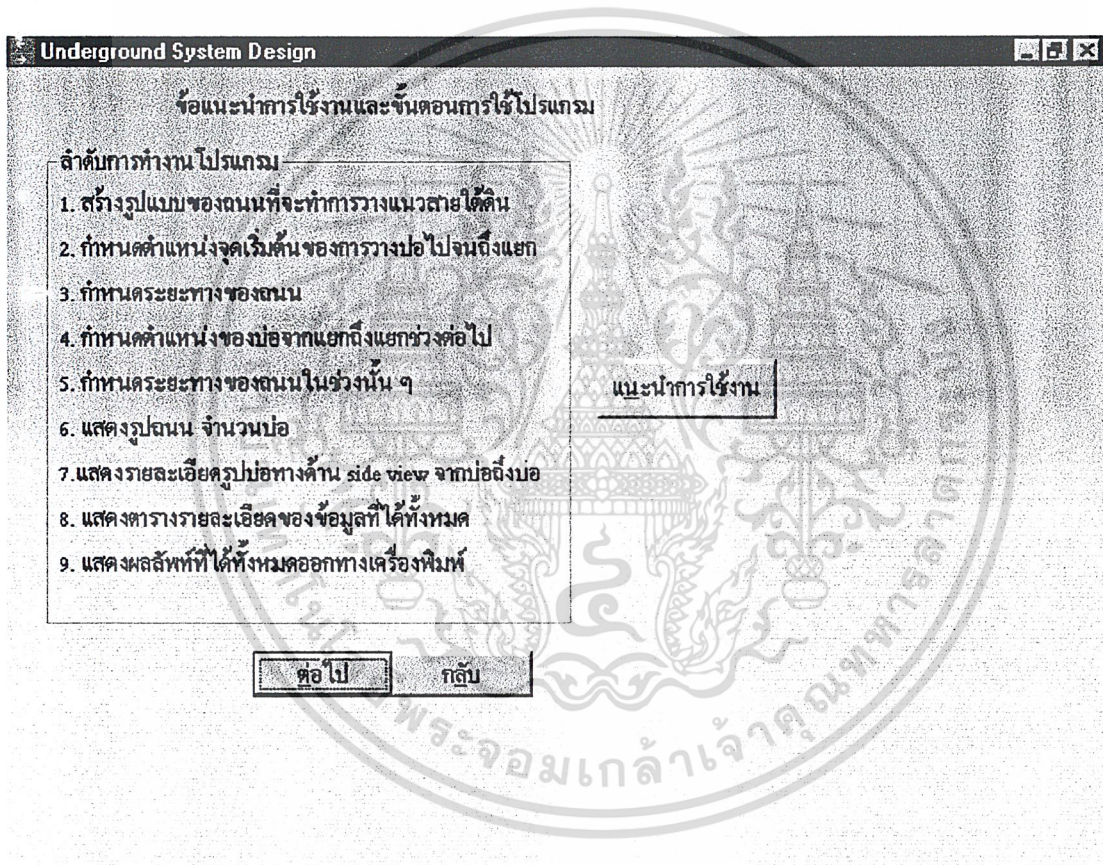 Underground System Design
ข้อแนะนำการใช้งานและขั้นตอนการใช้โปรแกรม
ลำดับการทำงานโปรแกรม
1. สร้างรูปแบบของถนนที่จะทำการวางแนวสายใต้ดิน
2. กำหนดตำแหน่งจุดเริ่มต้นของการวางบ่อไปจนถึงแยก
3. กำหนดระยะทางของถนน
4. กำหนดตำแหน่งของบ่อจากแยกถึงแยกช่วงต่อไป
5. กำหนดระยะทางของถนนในช่วงนั้น ๆ
แนะนำการใช้งาน
6. แสดงรูปถนน จำนวนบ่อ
7.แสดงรายละเอียดรูปบ่อทางด้าน side view จากบ่อถึงบ่อ
8. แสดงตารางรายละเอียดของข้อมูลที่ได้ทั้งหมด
9. แสดงผลลัพท์ที่ได้ทั้งหมดออกทางเครื่องพิมพ์
ต่อไป กลับ
พระจอมเกล้าเจ้าคุณทหารลาดกระบัง